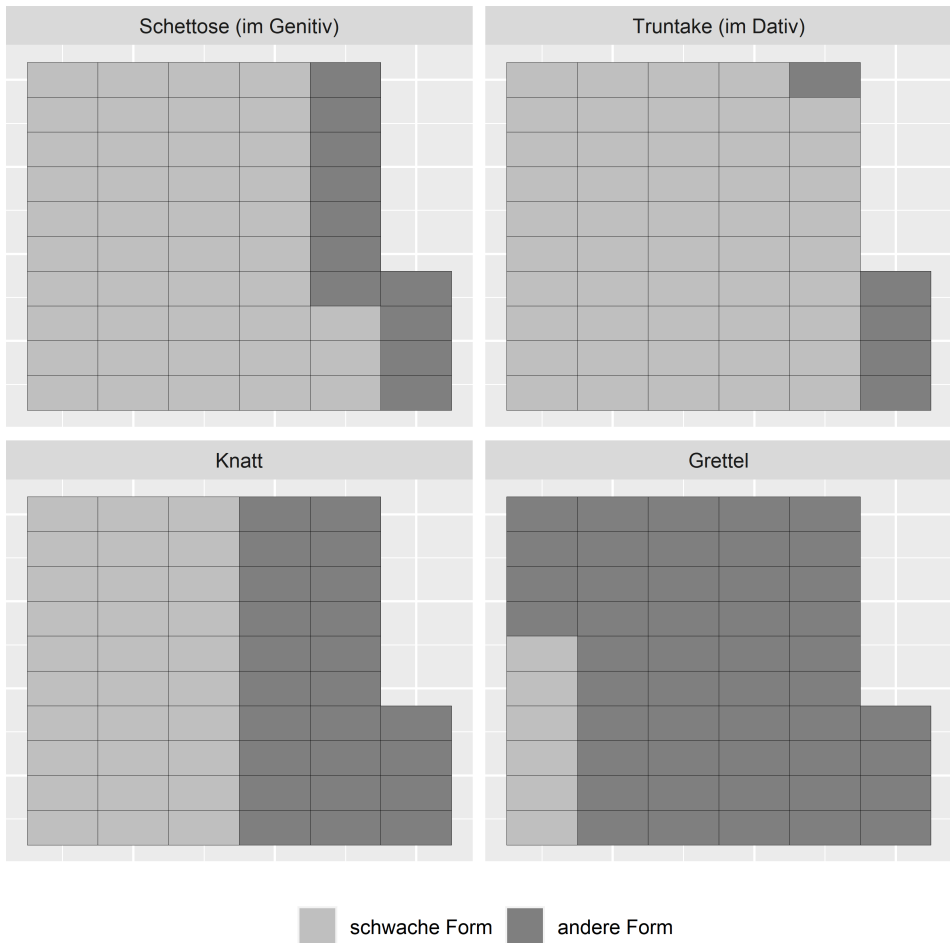 Schettose (im Genitiv)
Truntake (im Dativ)
Knatt
Grettel
schwache Form
andere Form